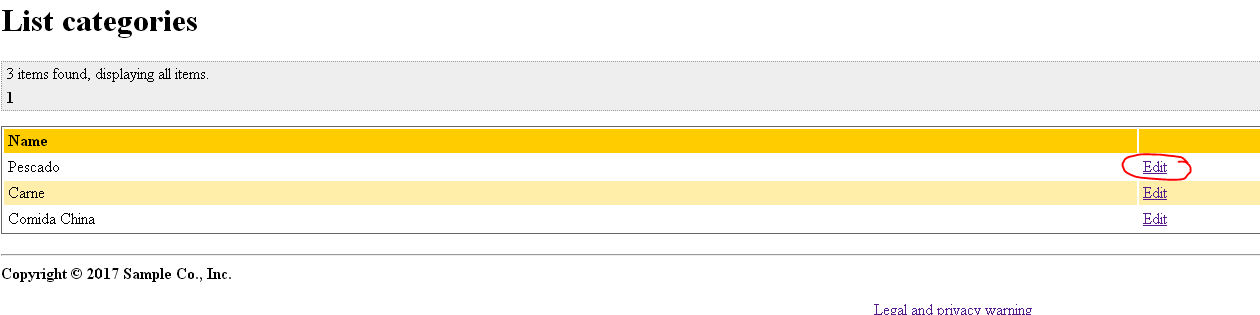 List categories
3 items found, displaying all items.
1
Name
Pescado Edit
Carne Edit
Comida China Edit
Copyright © 2017 Sample Co., Inc.
Legal and privacy warning